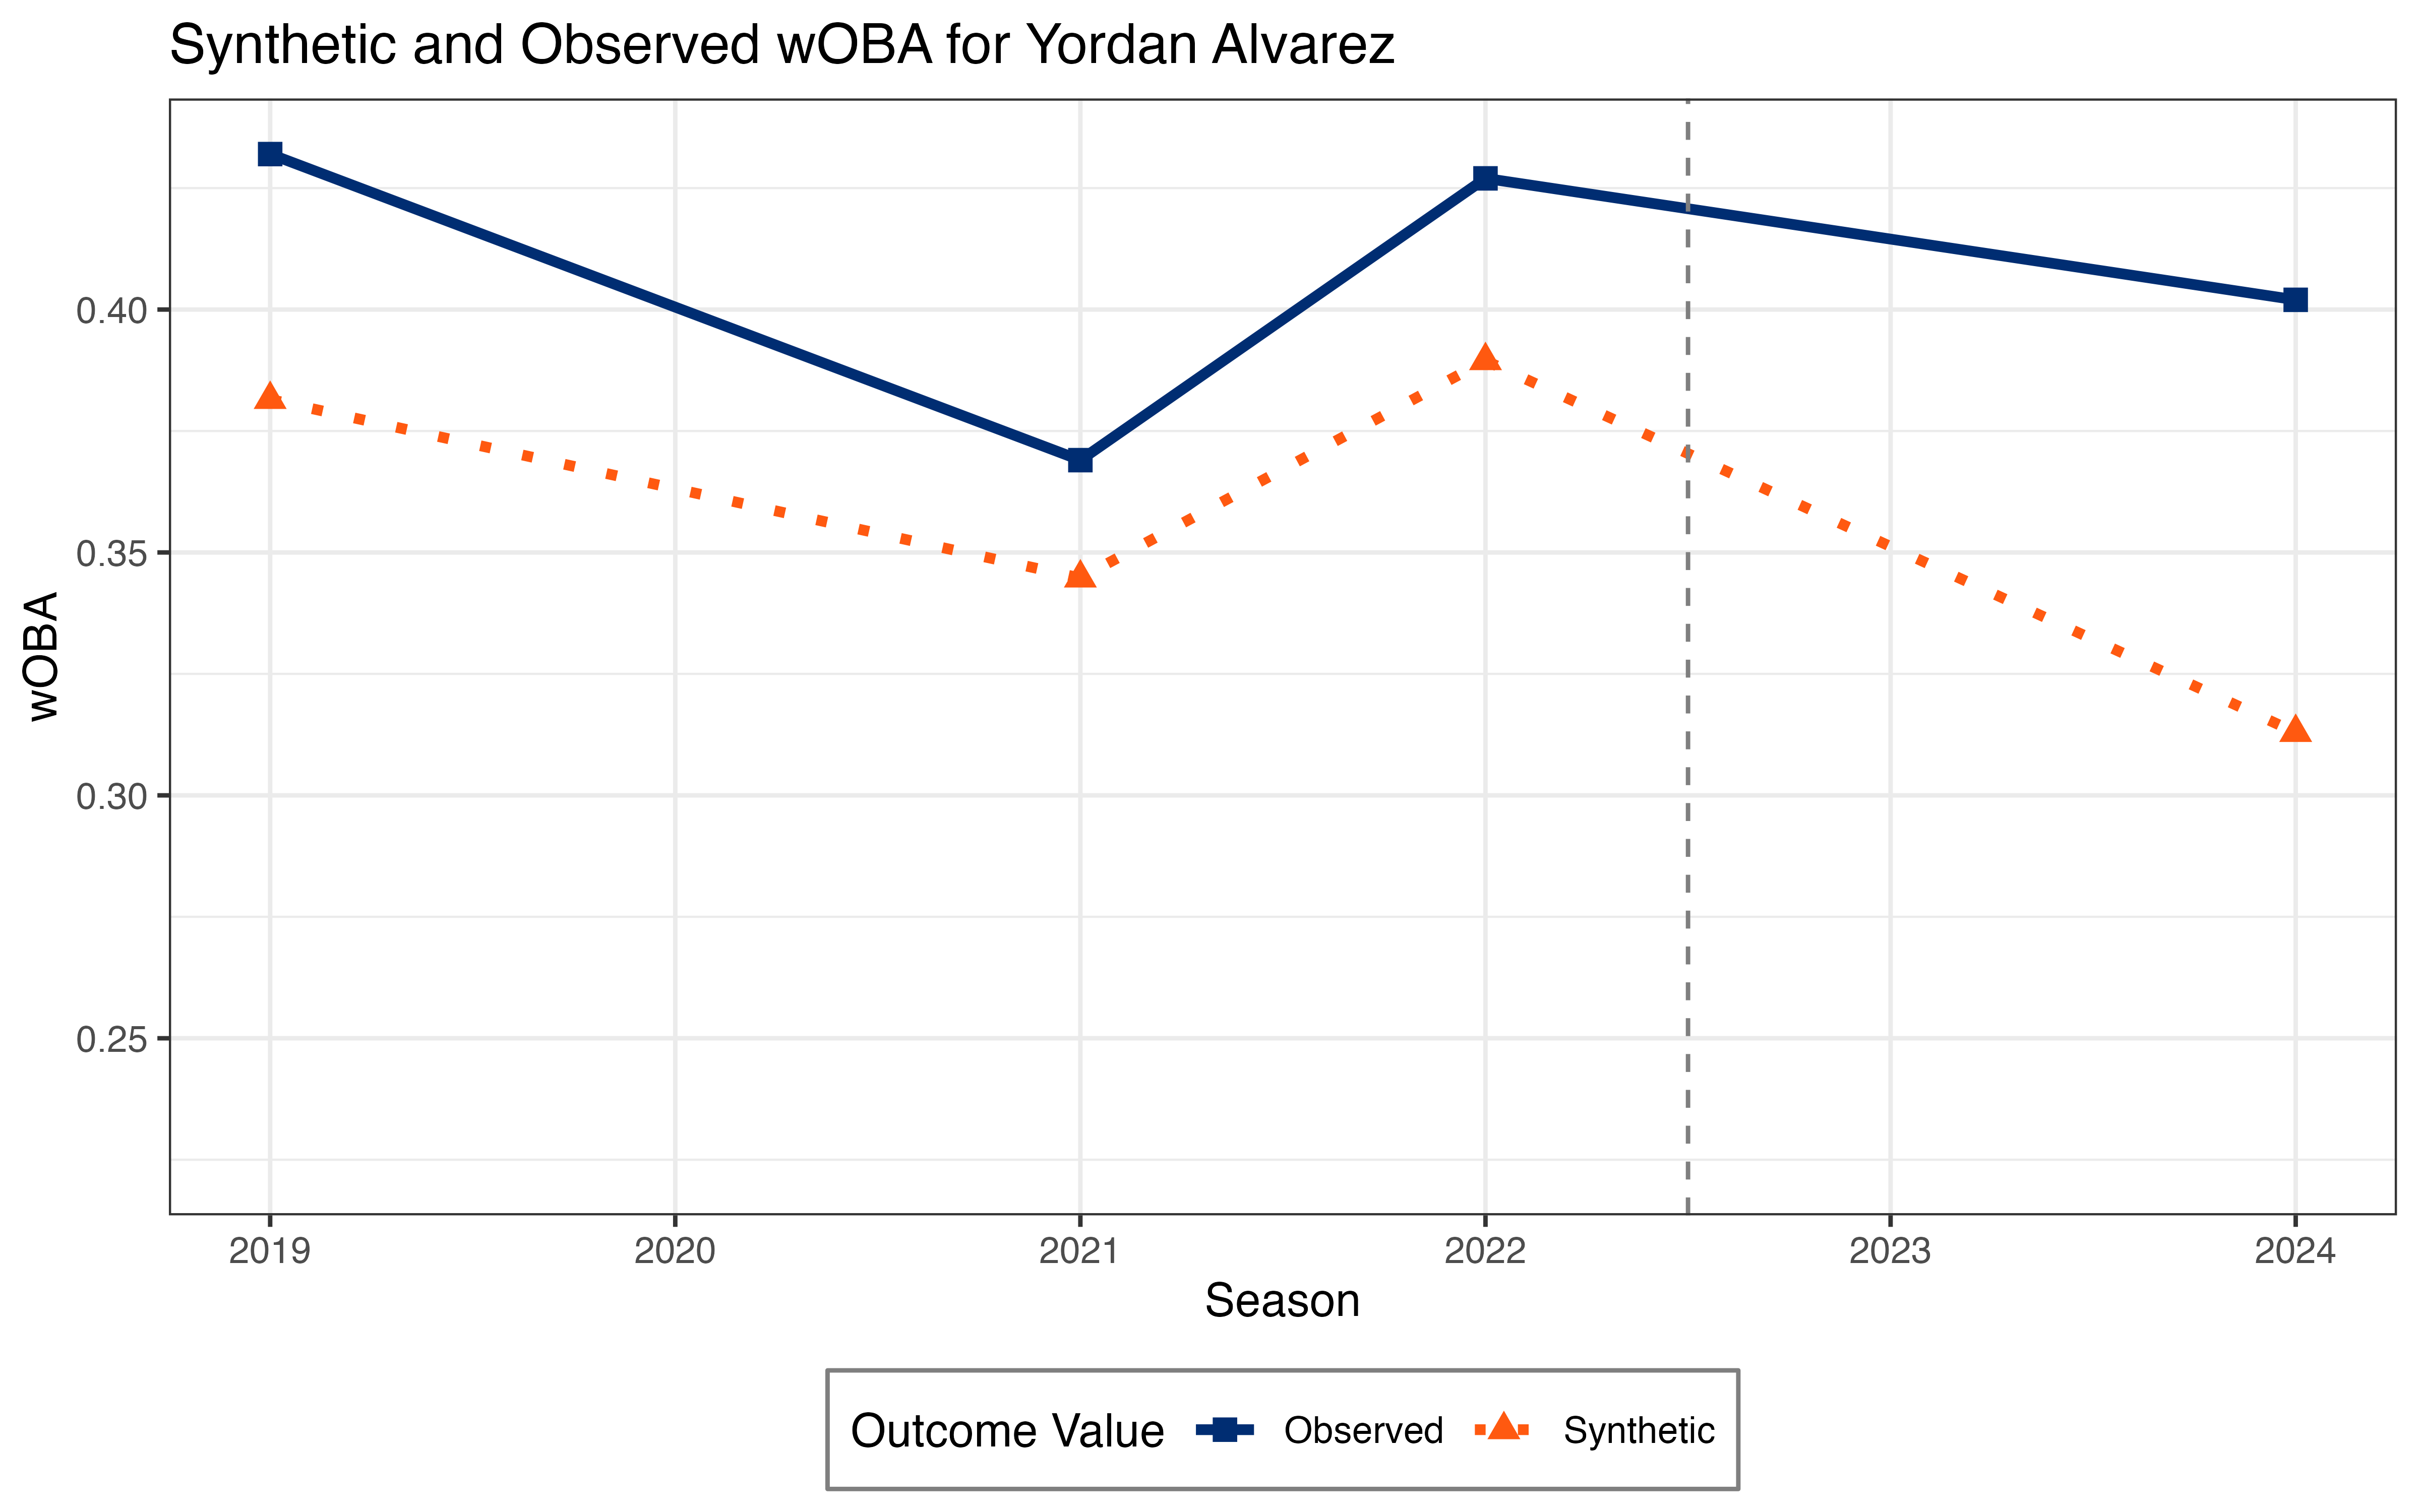 Synthetic and Observed wOBA for Yordan Alvarez
wOBA
0.40
0.35
0.30
0.25
2019 2020 2021 2022 2023 2024
Season
Outcome Value Observed Synthetic